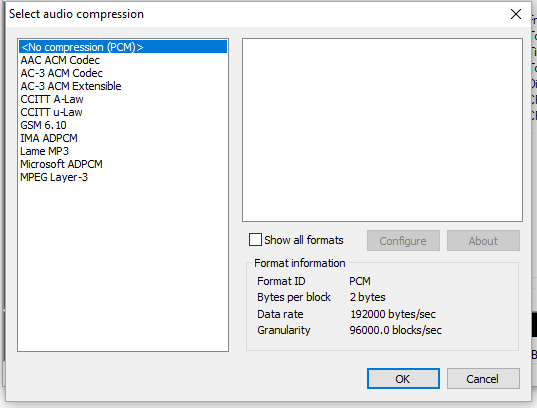 Select audio compression
<No compression (PCM)>
AAC ACM Codec
AC-3 ACM Codec
AC-3 ACM Extensible
CCITT A-Law
CCITT u-Law
GSM 6.10
IMA ADPCM
Lame MP3
Microsoft ADPCM
MPEG Layer-3
Show all formats
Configure
About
Format information
Format ID PCM
Bytes per block 2 bytes
Data rate 192000 bytes/sec
Granularity 96000.0 blocks/sec
OK
Cancel